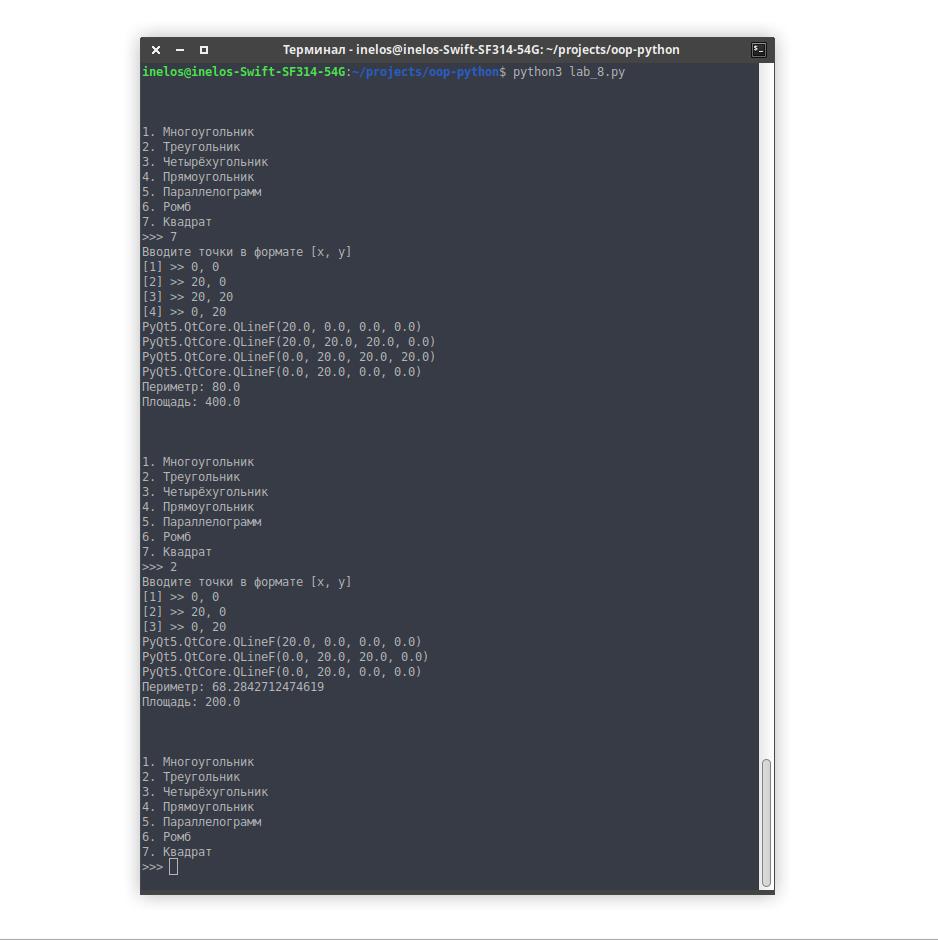 Терминал - inelos@inelos-Swift-SF314-54G: ~/projects/oop-python
inelos@inelos-Swift-SF314-54G:~/projects/oop-python$ python3 lab_8.py
1. Многоугольник
2. Треугольник
3. Четырёхугольник
4. Прямоугольник
5. Параллелограмм
6. Ромб
7. Квадрат
>>> 7
Вводите точки в формате [x, y]
[1] >> 0, 0
[2] >> 20, 0
[3] >> 20, 20
[4] >> 0, 20
PyQt5.QtCore.QLineF(20.0, 0.0, 0.0, 0.0)
PyQt5.QtCore.QLineF(20.0, 20.0, 20.0, 0.0)
PyQt5.QtCore.QLineF(0.0, 20.0, 20.0, 20.0)
PyQt5.QtCore.QLineF(0.0, 20.0, 0.0, 0.0)
Периметр: 80.0
Площадь: 400.0
1. Многоугольник
2. Треугольник
3. Четырёхугольник
4. Прямоугольник
5. Параллелограмм
6. Ромб
7. Квадрат
>>> 2
Вводите точки в формате [x, y]
[1] >> 0, 0
[2] >> 20, 0
[3] >> 0, 20
PyQt5.QtCore.QLineF(20.0, 0.0, 0.0, 0.0)
PyQt5.QtCore.QLineF(0.0, 20.0, 20.0, 0.0)
PyQt5.QtCore.QLineF(0.0, 20.0, 0.0, 0.0)
Периметр: 68.2842712474619
Площадь: 200.0
1. Многоугольник
2. Треугольник
3. Четырёхугольник
4. Прямоугольник
5. Параллелограмм
6. Ромб
7. Квадрат
>>>